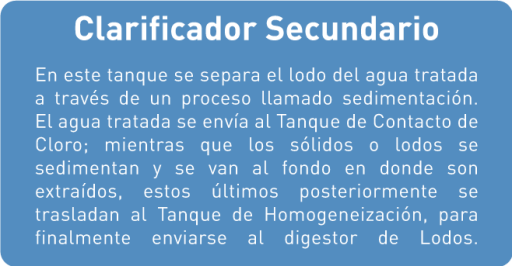 Clarificador Secundario
En este tanque se separa el lodo del agua tratada
a través de un proceso llamado sedimentación.
El agua tratada se envía al Tanque de Contacto de
Cloro; mientras que los sólidos o lodos se
sedimentan y se van al fondo en donde son
extraídos, estos últimos posteriormente se
trasladan al Tanque de Homogeneización, para
finalmente enviarse al digestor de Lodos.